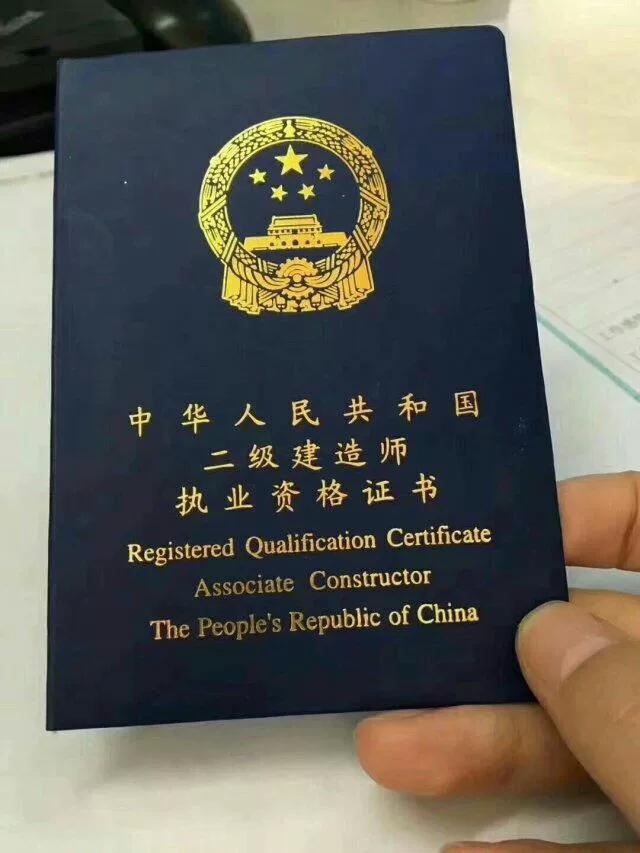 中华人民共和国
二级建造师
执业资格证书
Registered Qualification Certificate
Associate Constructor
The People's Republic of China